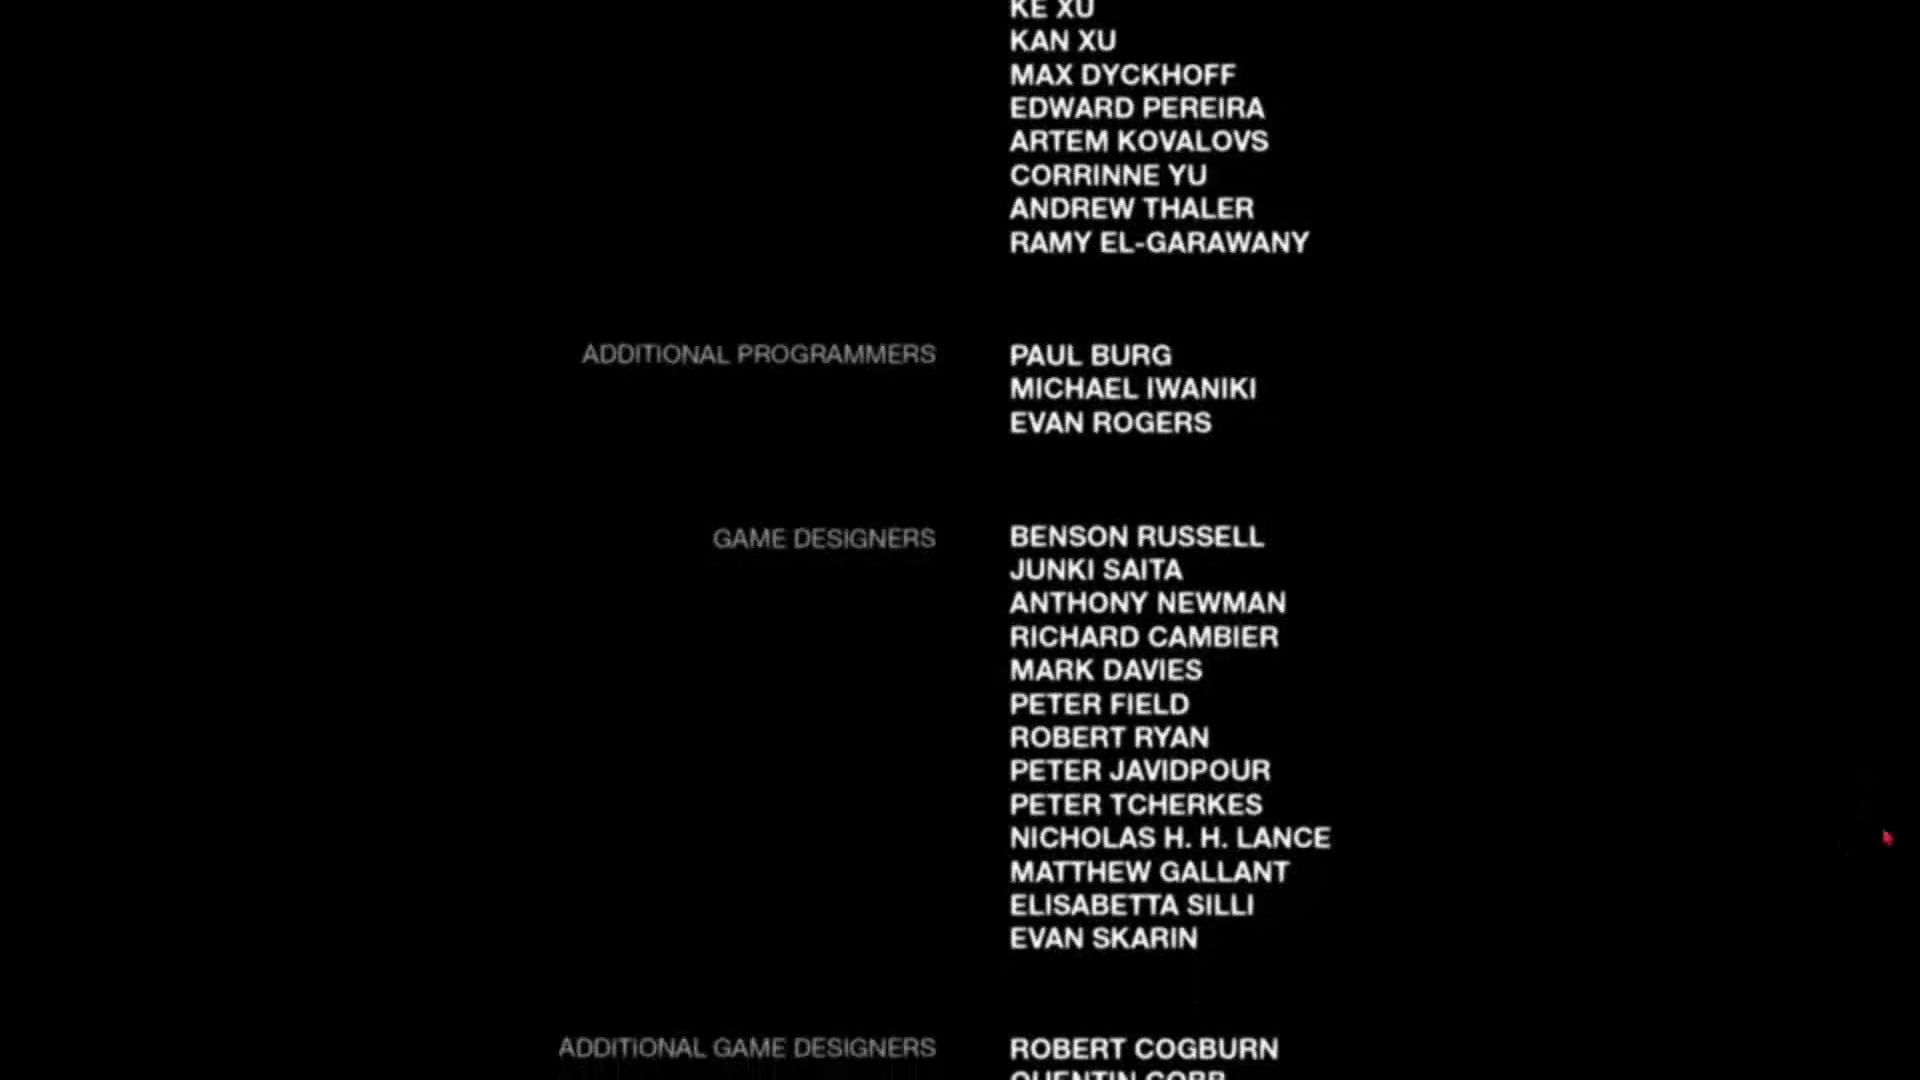 KE XU
KAN XU
MAX DYCKHOFF
EDWARD PEREIRA
ARTEM KOVALOVS
CORRINNE YU
ANDREW THALER
RAMY EL-GARAWANY
ADDITIONAL PROGRAMMERS PAUL BURG
MICHAEL IWANIKI
EVAN ROGERS
GAME DESIGNERS BENSON RUSSELL
JUNKI SAITA
ANTHONY NEWMAN
RICHARD CAMBIER
MARK DAVIES
PETER FIELD
ROBERT RYAN
PETER JAVIDPOUR
PETER TCHERKES
NICHOLAS H. H. LANCE
MATTHEW GALLANT
ELISABETTA SILLI
EVAN SKARIN
ADDITIONAL GAME DESIGNERS ROBERT COGBURN
QUENTIN COBB